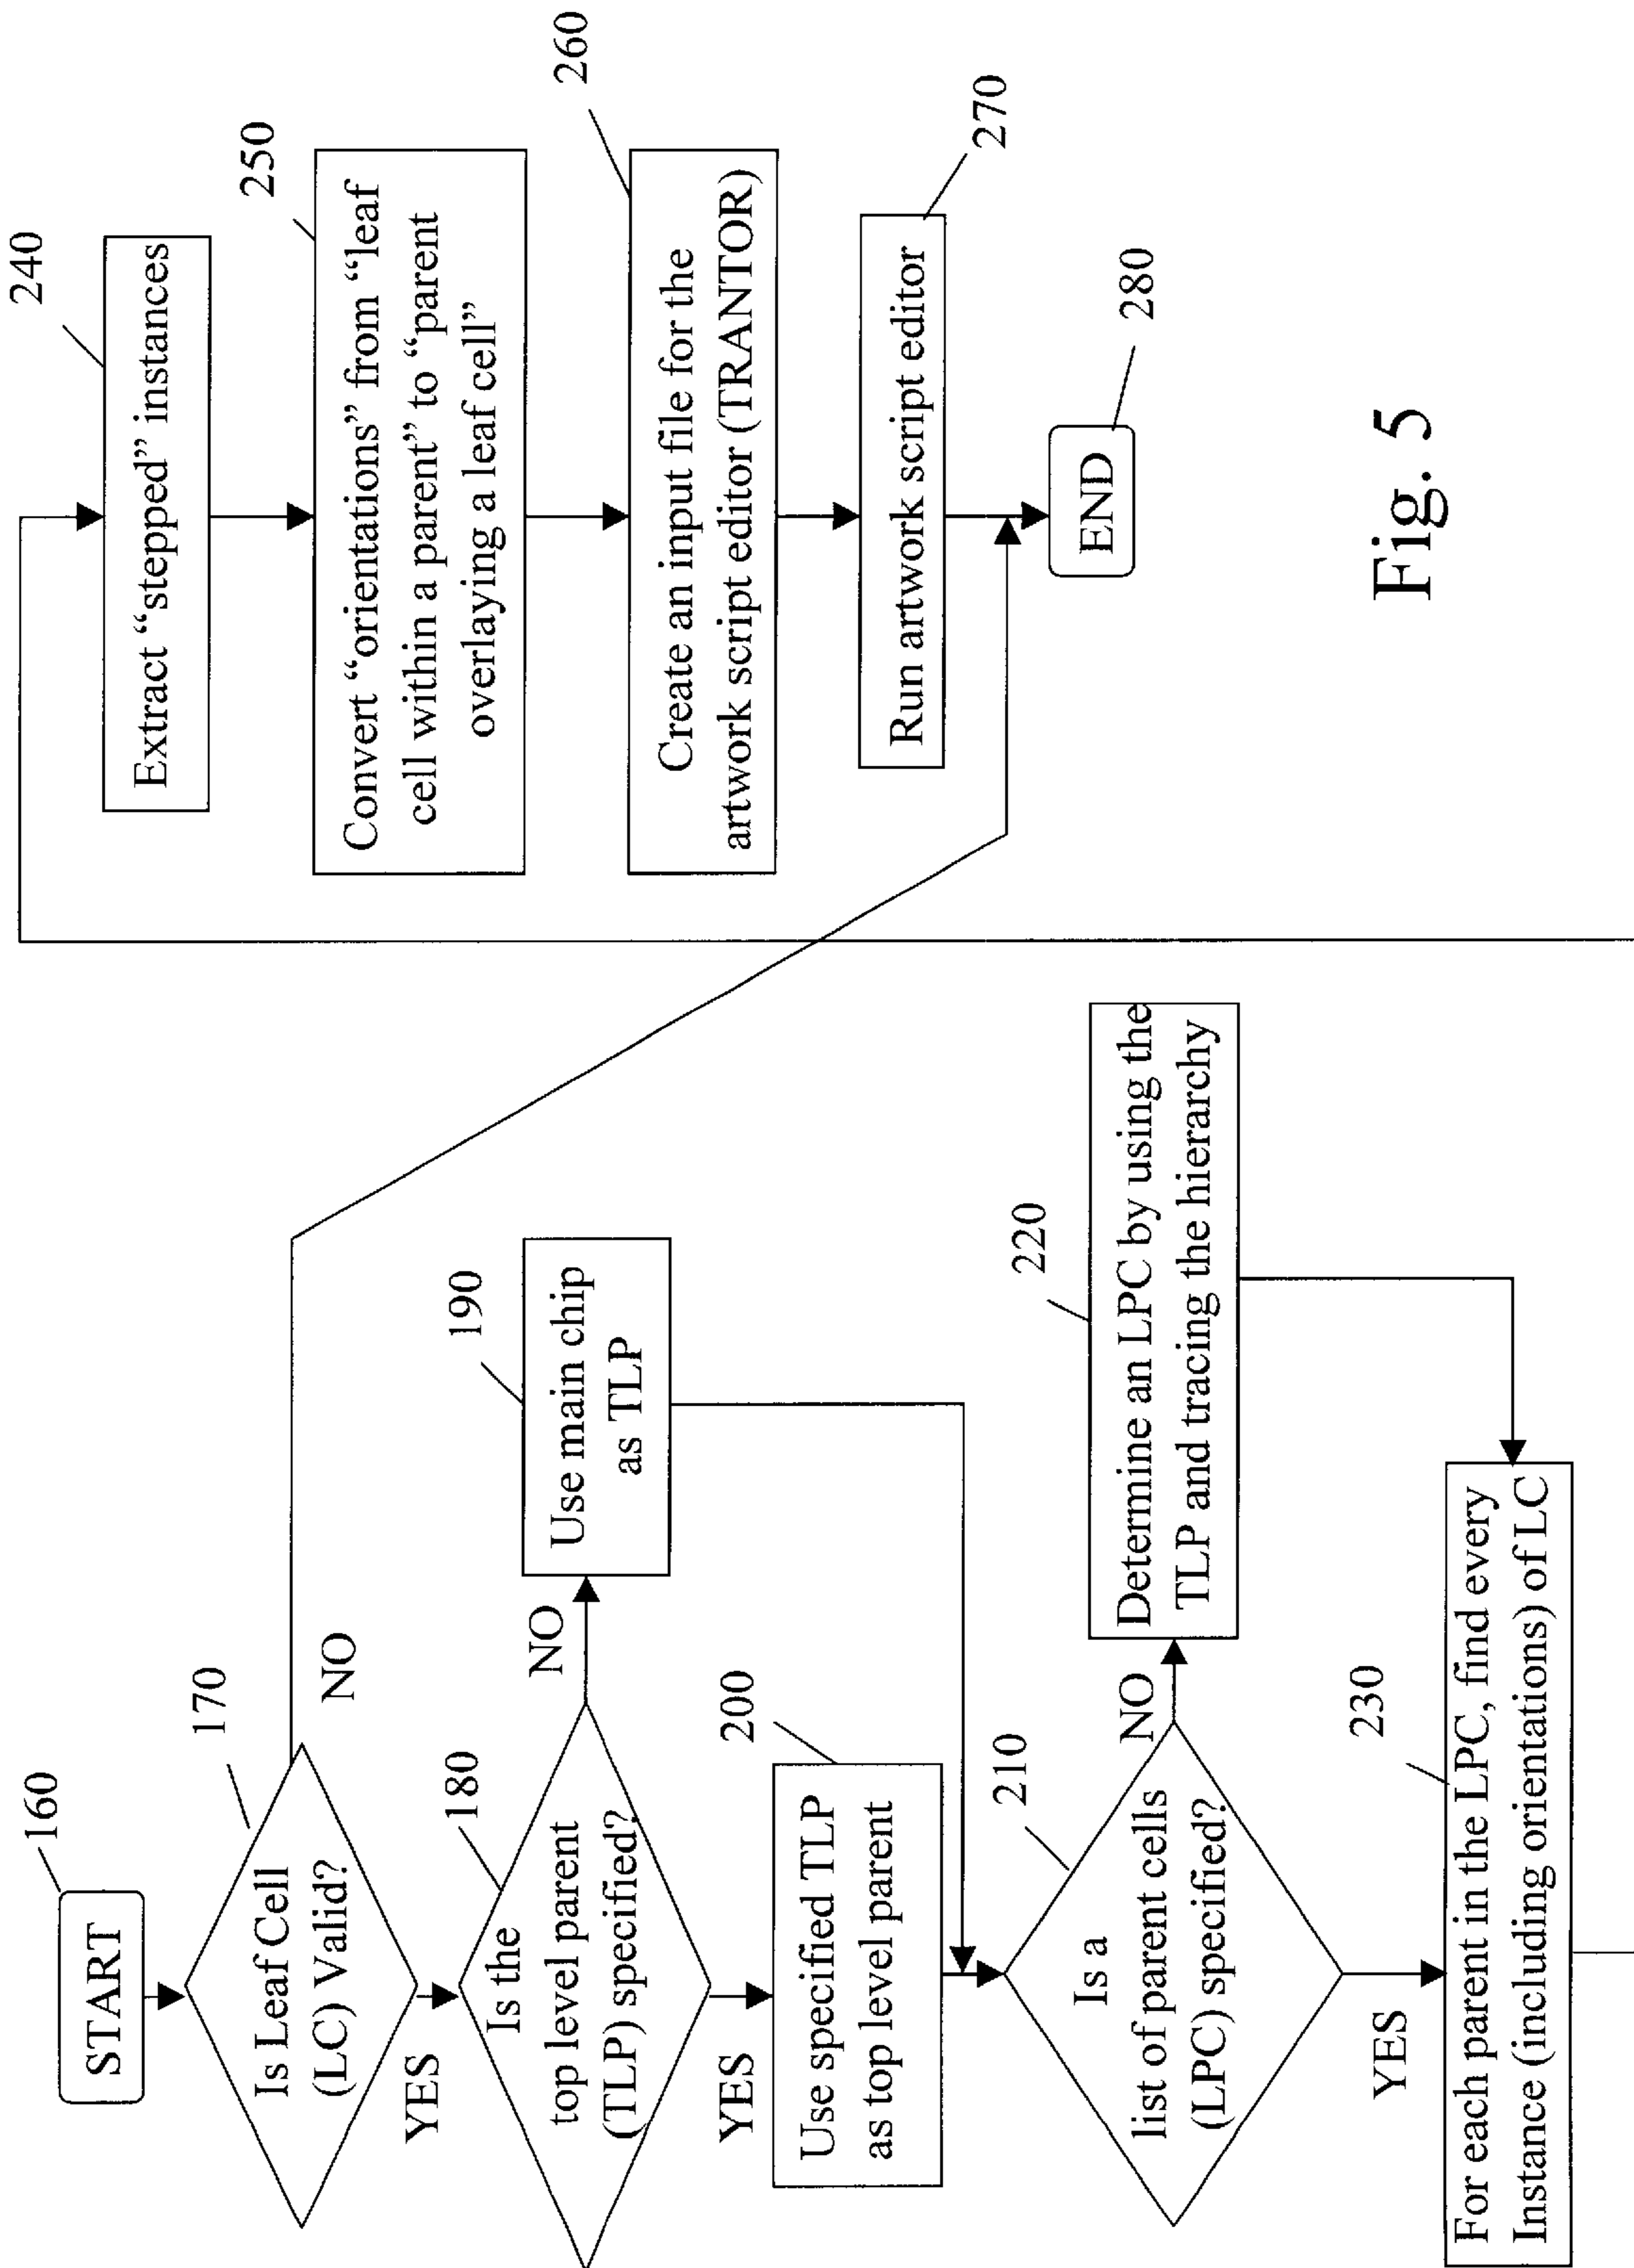 160
START
170
Is Leaf Cell
(LC) Valid?
NO
YES
180
Is the
top level parent
(TLP) specified?
NO
190
Use main chip
as TLP
YES
200
Use specified TLP
as top level parent
210
Is a
list of parent cells
(LPC) specified?
NO
220
Determine an LPC by using the
TLP and tracing the hierarchy
YES
230
For each parent in the LPC, find every
Instance (including orientations) of LC
240
Extract “stepped” instances
250
Convert “orientations” from “leaf
cell within a parent” to “parent
overlaying a leaf cell”
260
Create an input file for the
artwork script editor (TRANTOR)
270
Run artwork script editor
280
END
Fig. 5